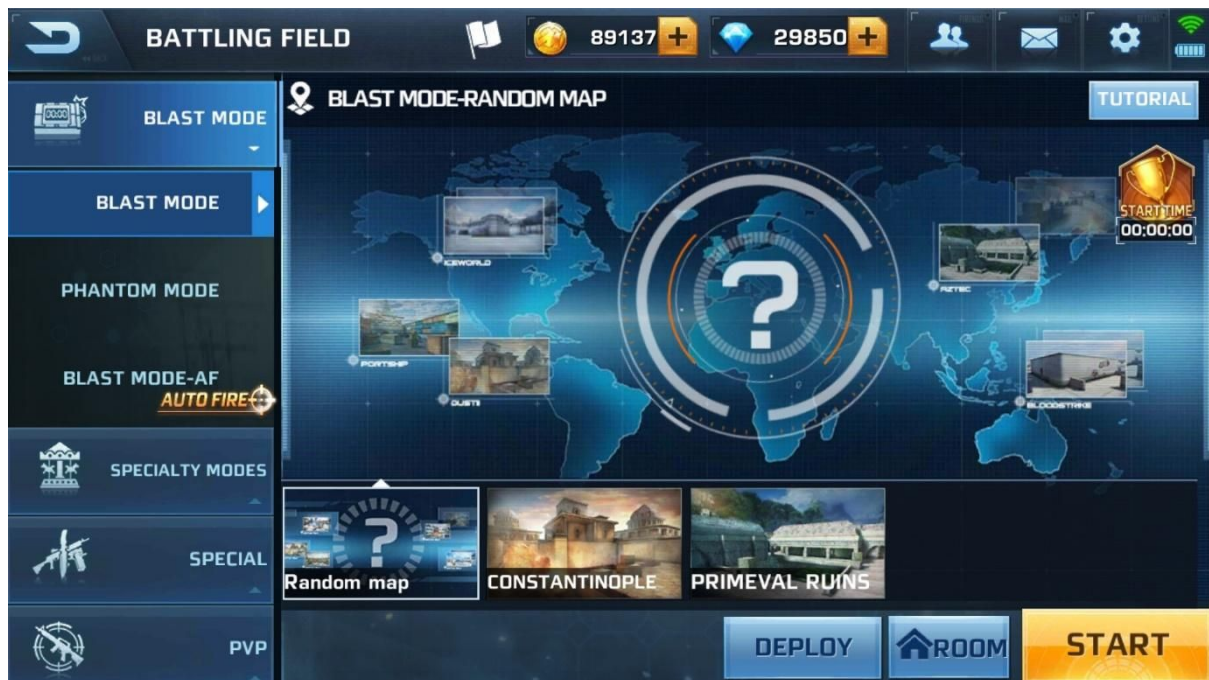 BATTLING FIELD
89137
29850
BLAST MODE
BLAST MODE-RANDOM MAP
TUTORIAL
BLAST MODE
PHANTOM MODE
BLAST MODE-AF
AUTO FIRE
SPECIALTY MODES
SPECIAL
PVP
ICEWORLD
PORTSHIP
DUSTII
AZTEC
BLOODSTRIKE
START TIME
00:00:00
Random map
CONSTANTINOPLE
PRIMEVAL RUINS
DEPLOY
ROOM
START